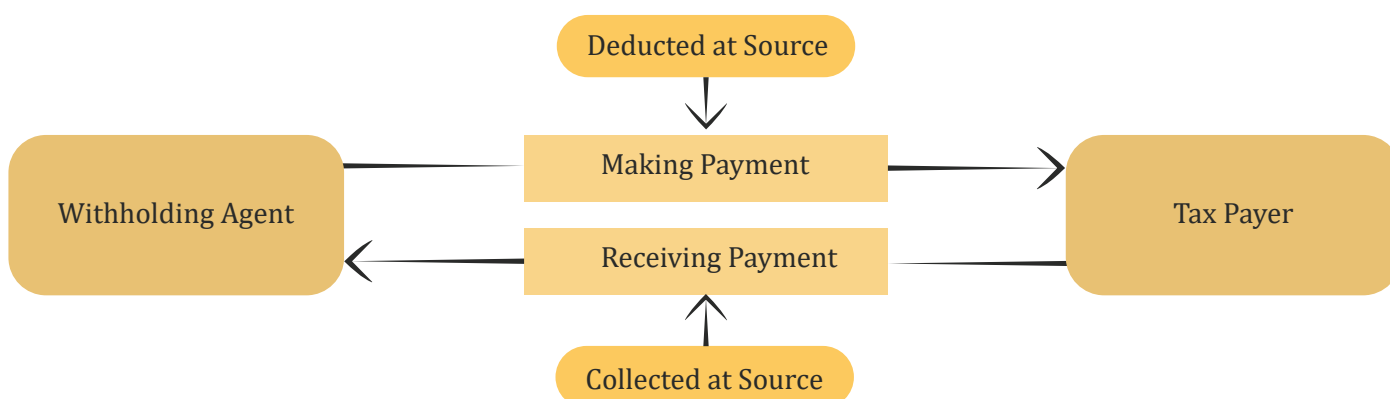 Deducted at Source
Making Payment
Withholding Agent
Tax Payer
Receiving Payment
Collected at Source